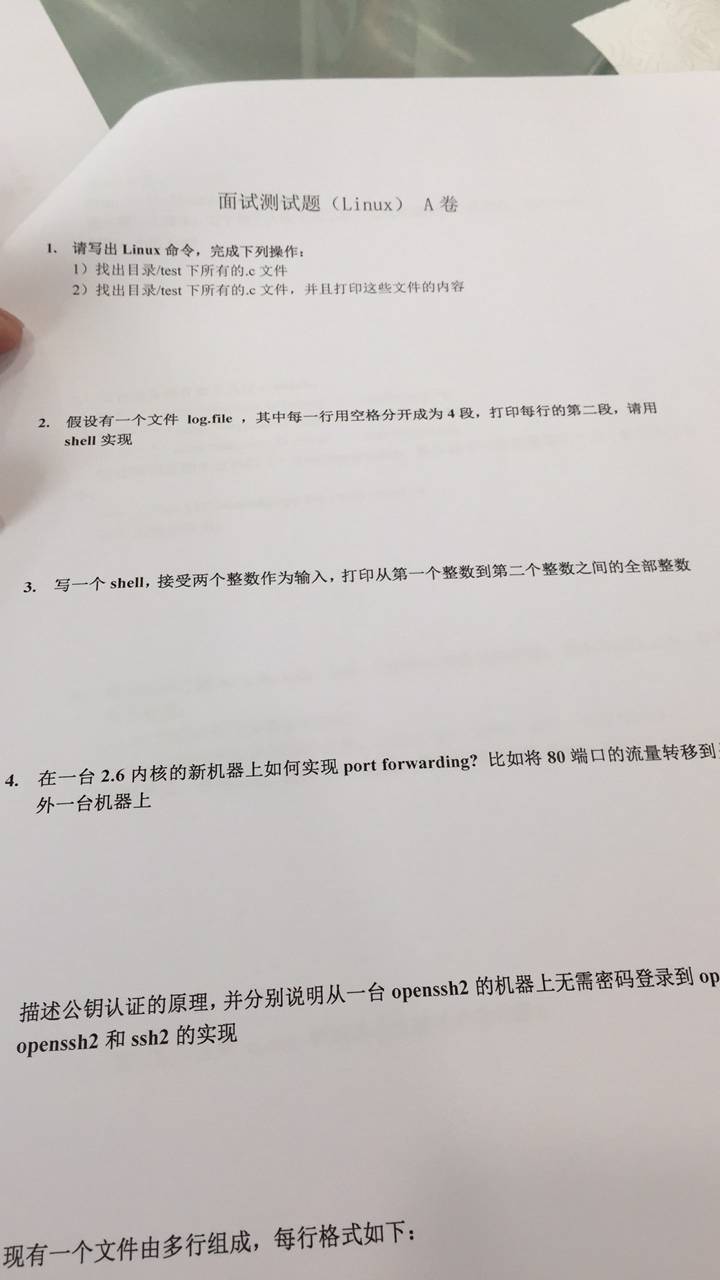 面试测试题（Linux） A 卷
1. 请写出 Linux 命令，完成下列操作：
1）找出目录/test 下所有的.c 文件
2）找出目录/test 下所有的.c 文件，并且打印这些文件的内容
2. 假设有一个文件 log.file ，其中每一行用空格分开成为 4 段，打印每行的第二段，请用
shell 实现
3. 写一个 shell，接受两个整数作为输入，打印从第一个整数到第二个整数之间的全部整数
4. 在一台 2.6 内核的新机器上如何实现 port forwarding? 比如将 80 端口的流量转移到
外一台机器上
描述公钥认证的原理，并分别说明从一台 openssh2 的机器上无需密码登录到 op
openssh2 和 ssh2 的实现
现有一个文件由多行组成，每行格式如下：